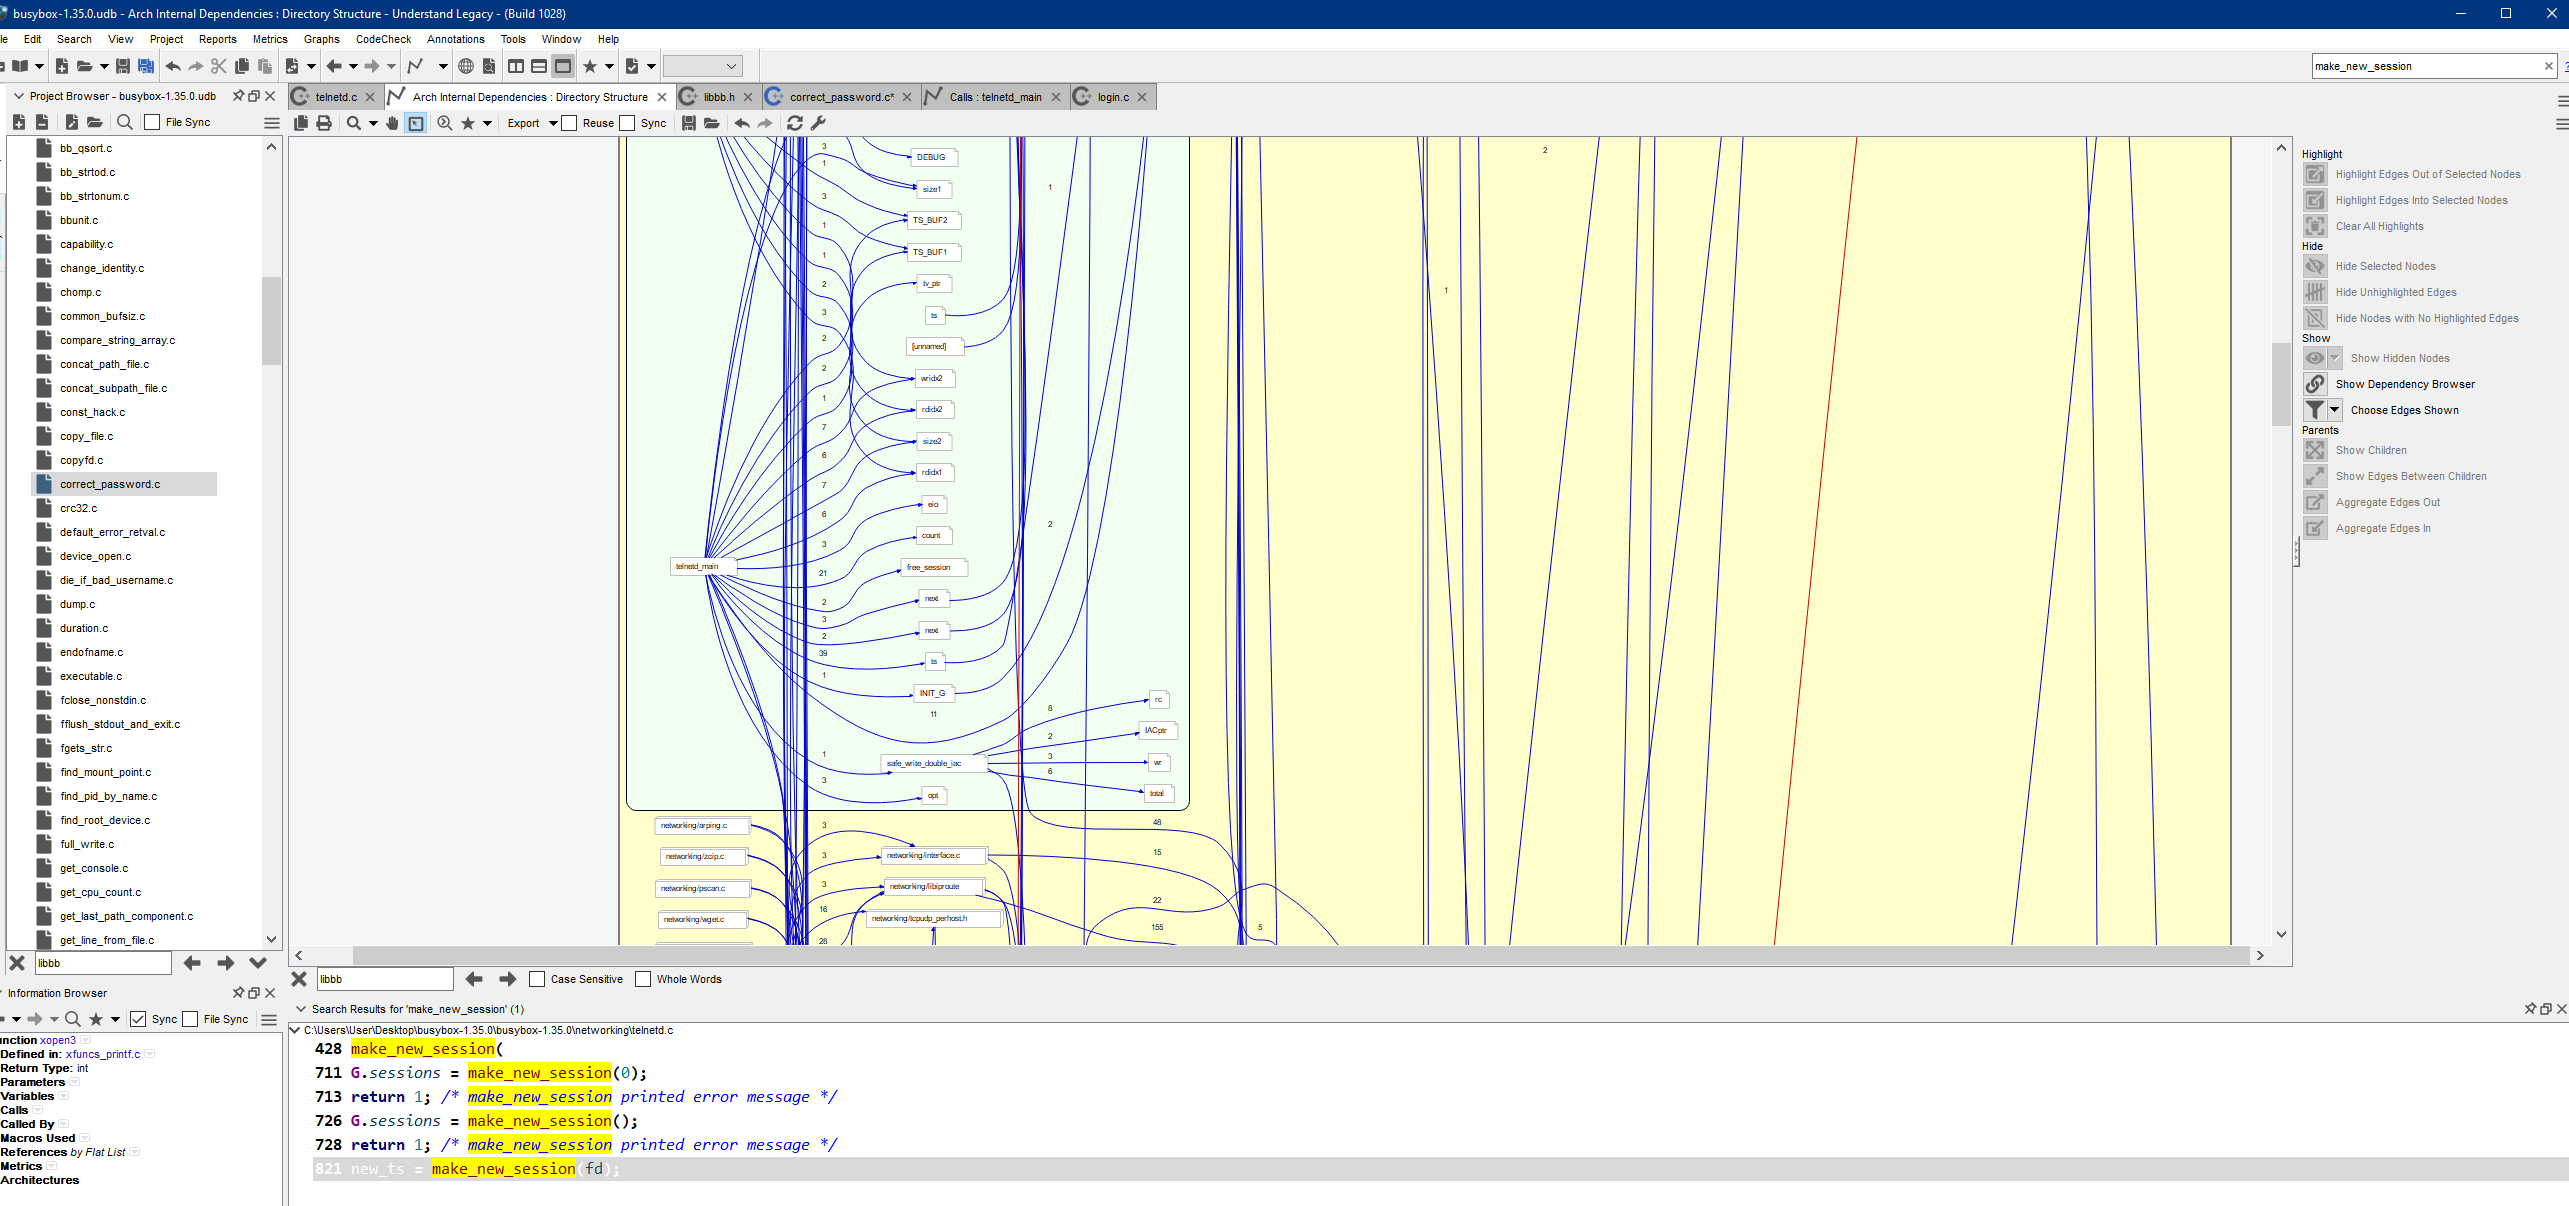 busybox-1.35.0.udb - Arch Internal Dependencies : Directory Structure - Understand Legacy - (Build 1028)
le Edit Search View Project Reports Metrics Graphs CodeCheck Annotations Tools Window Help
make_new_session
Project Browser - busybox-1.35.0.udb
telnetd.c
Arch Internal Dependencies : Directory Structure
libbb.h
correct_password.c*
Calls : telnetd_main
login.c
File Sync
Export Reuse Sync
bb_qsort.c
bb_strtod.c
bb_strtonum.c
bbunit.c
capability.c
change_identity.c
chomp.c
common_bufsiz.c
compare_string_array.c
concat_path_file.c
concat_subpath_file.c
const_hack.c
copy_file.c
copyfd.c
correct_password.c
crc32.c
default_error_retval.c
device_open.c
die_if_bad_username.c
dump.c
duration.c
endofname.c
executable.c
fclose_nonstdin.c
fflush_stdout_and_exit.c
fgets_str.c
find_mount_point.c
find_pid_by_name.c
find_root_device.c
full_write.c
get_console.c
get_cpu_count.c
get_last_path_component.c
get_line_from_file.c
libbb
3
1
3
1
1
2
3
2
2
1
7
6
7
6
3
21
2
3
2
39
1
1
3
3
3
3
16
28
telnetd_main
DEBUG
size1
TS_BUF2
TS_BUF1
tv_ptr
ts
[unnamed]
wridx2
rdidx2
size2
rdidx1
eio
count
free_session
next
next
ts
INIT_G
11
safe_write_double_iac
opt
1
2
8
2
3
6
rc
IACptr
wr
total
networking/arping.c
networking/zcip.c
networking/pscan.c
networking/wget.c
networking/interface.c
networking/libiproute
networking/tcpudp_perhost.h
48
15
22
155
5
1
2
Highlight
Highlight Edges Out of Selected Nodes
Highlight Edges Into Selected Nodes
Clear All Highlights
Hide
Hide Selected Nodes
Hide Unhighlighted Edges
Hide Nodes with No Highlighted Edges
Show
Show Hidden Nodes
Show Dependency Browser
Choose Edges Shown
Parents
Show Children
Show Edges Between Children
Aggregate Edges Out
Aggregate Edges In
libbb Case Sensitive Whole Words
Information Browser
Sync File Sync
nction xopen3
Defined in: xfuncs_printf.c
Return Type: int
Parameters
Variables
Calls
Called By
Macros Used
References by Flat List
Metrics
Architectures
Search Results for 'make_new_session' (1)
C:\Users\User\Desktop\busybox-1.35.0\busybox-1.35.0\networking\telnetd.c
428 make_new_session(
711 G.sessions = make_new_session(0);
713 return 1; /* make_new_session printed error message */
726 G.sessions = make_new_session();
728 return 1; /* make_new_session printed error message */
821 new_ts = make_new_session(fd);